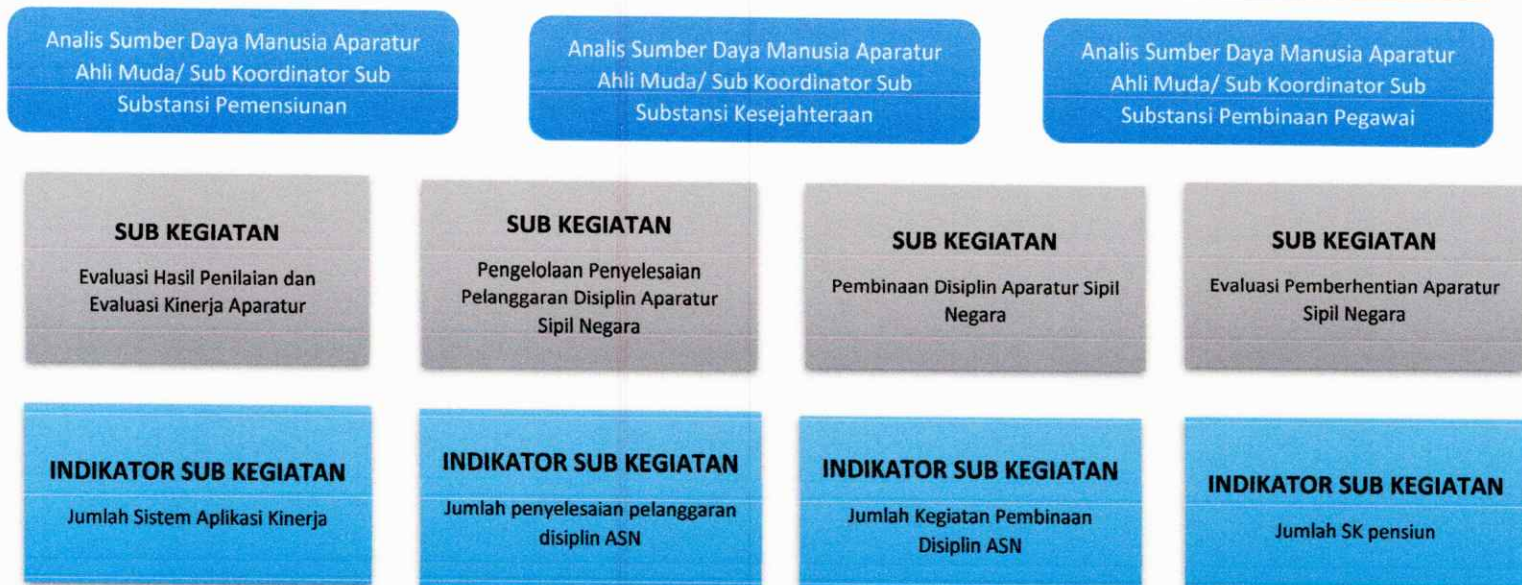 Analis Sumber Daya Manusia Aparatur
Ahli Muda/ Sub Koordinator Sub
Substansi Pemensiunan
Analis Sumber Daya Manusia Aparatur
Ahli Muda/ Sub Koordinator Sub
Substansi Kesejahteraan
Analis Sumber Daya Manusia Aparatur
Ahli Muda/ Sub Koordinator Sub
Substansi Pembinaan Pegawai
SUB KEGIATAN
Evaluasi Hasil Penilaian dan
Evaluasi Kinerja Aparatur
SUB KEGIATAN
Pengelolaan Penyelesaian
Pelanggaran Disiplin Aparatur
Sipil Negara
SUB KEGIATAN
Pembinaan Disiplin Aparatur Sipil
Negara
SUB KEGIATAN
Evaluasi Pemberhentian Aparatur
Sipil Negara
INDIKATOR SUB KEGIATAN
Jumlah Sistem Aplikasi Kinerja
INDIKATOR SUB KEGIATAN
Jumlah penyelesaian pelanggaran
disiplin ASN
INDIKATOR SUB KEGIATAN
Jumlah Kegiatan Pembinaan
Disiplin ASN
INDIKATOR SUB KEGIATAN
Jumlah SK pensiun